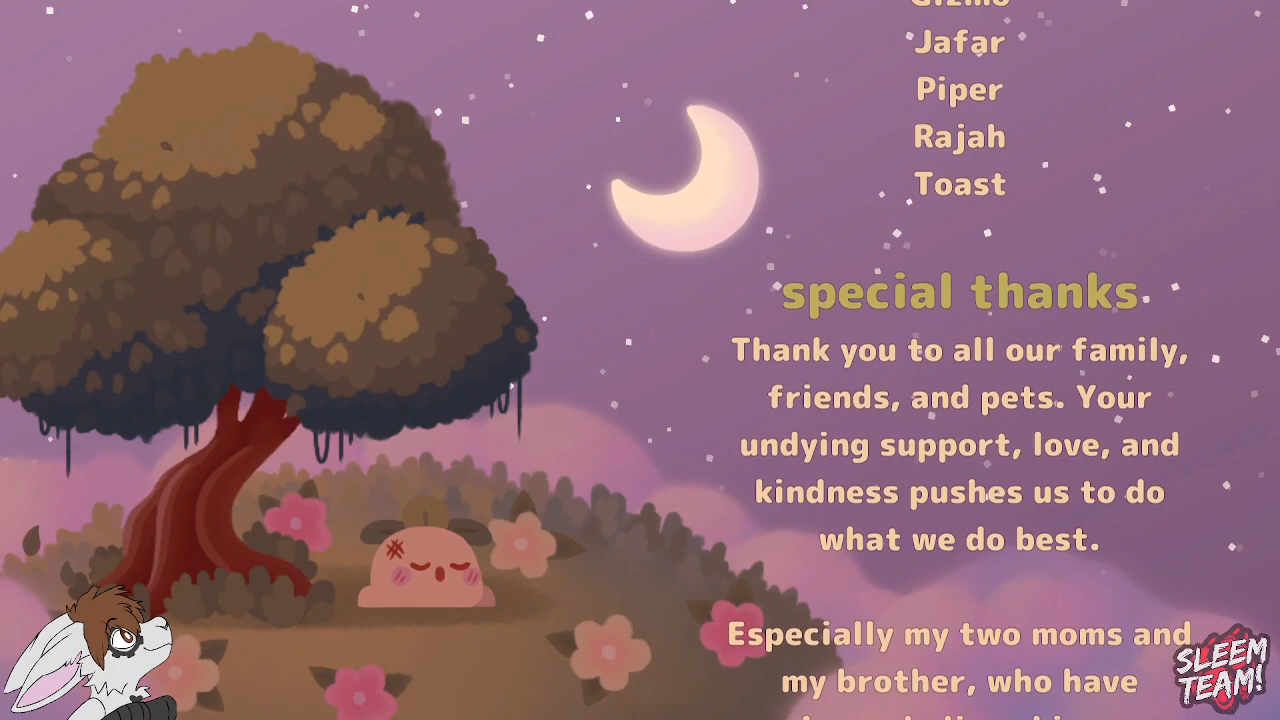 Gizmo
Jafar
Piper
Rajah
Toast
special thanks
Thank you to all our family,
friends, and pets. Your
undying support, love, and
kindness pushes us to do
what we do best.
Especially my two moms and
my brother, who have
SLEEM
TEAM!